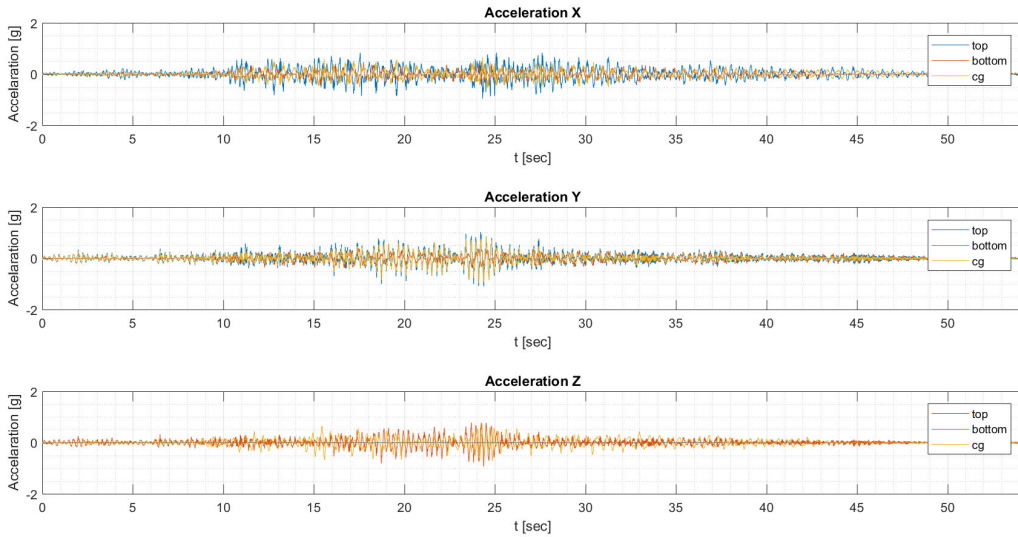 Acceleration X
Accelaration [g]
2
0
-2
top
bottom
cg
0 5 10 15 20 25 30 35 40 45 50
t [sec]
Acceleration Y
Accelaration [g]
2
0
-2
top
bottom
cg
0 5 10 15 20 25 30 35 40 45 50
t [sec]
Acceleration Z
Accelaration [g]
2
0
-2
top
bottom
cg
0 5 10 15 20 25 30 35 40 45 50
t [sec]